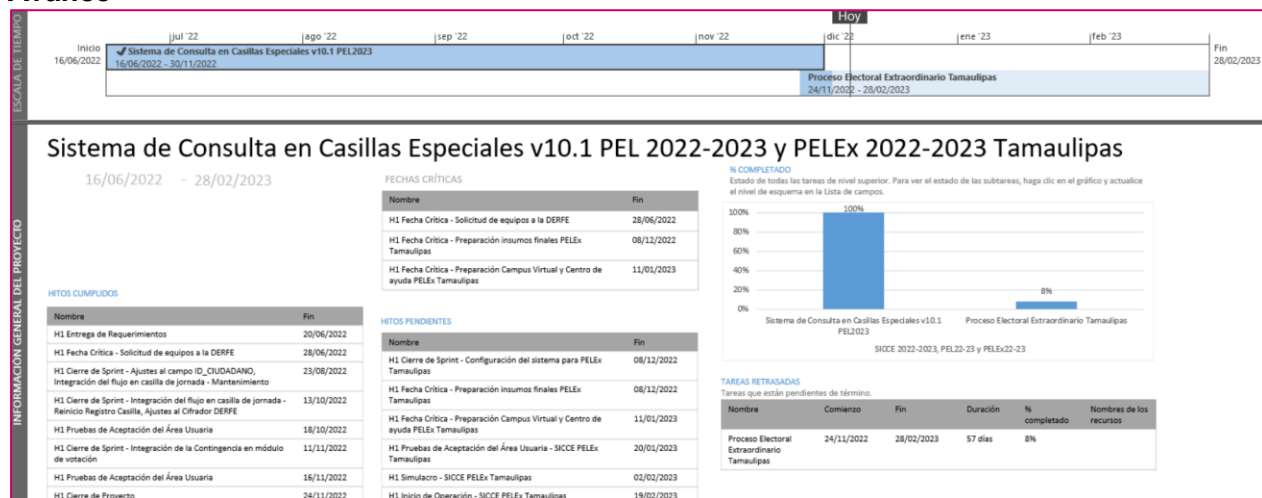 Avance
ESCALA DE TIEMPO
Hoy
jul '22 ago '22 sep '22 oct '22 nov '22 dic '22 ene '23 feb '23
Inicio
16/06/2022
Sistema de Consulta en Casillas Especiales v10.1 PEL2023
16/06/2022 - 30/11/2022
Proceso Electoral Extraordinario Tamaulipas
24/11/2022 - 28/02/2023
Fin
28/02/2023
INFORMACIÓN GENERAL DEL PROYECTO
Sistema de Consulta en Casillas Especiales v10.1 PEL 2022-2023 y PELEx 2022-2023 Tamaulipas
16/06/2022 - 28/02/2023
HITOS CUMPLIDOS
Nombre Fin
H1 Entrega de Requerimientos 20/06/2022
H1 Fecha Crítica - Solicitud de equipos a la DERFE 28/06/2022
H1 Cierre de Sprint - Ajustes al campo ID_CIUDADANO, 23/08/2022
Integración del flujo en casilla de jornada - Mantenimiento
H1 Cierre de Sprint - Integración del flujo en casilla de jornada - 13/10/2022
Reinicio Registro Casilla, Ajustes al Cifrador DERFE
H1 Pruebas de Aceptación del Área Usuaria 18/10/2022
H1 Cierre de Sprint - Integración de la Contingencia en módulo 11/11/2022
de votación
H1 Pruebas de Aceptación del Área Usuaria 16/11/2022
H1 Cierre de Proyecto 24/11/2022
FECHAS CRÍTICAS
Nombre Fin
H1 Fecha Crítica - Solicitud de equipos a la DERFE 28/06/2022
H1 Fecha Crítica - Preparación insumos finales PELEx 08/12/2022
Tamaulipas
H1 Fecha Crítica - Preparación Campus Virtual y Centro de 11/01/2023
ayuda PELEx Tamaulipas
HITOS PENDIENTES
Nombre Fin
H1 Cierre de Sprint - Configuración del sistema para PELEx 08/12/2022
Tamaulipas
H1 Fecha Crítica - Preparación insumos finales PELEx 08/12/2022
Tamaulipas
H1 Fecha Crítica - Preparación Campus Virtual y Centro de 11/01/2023
ayuda PELEx Tamaulipas
H1 Pruebas de Aceptación del Área Usuaria - SICCE PELEx 20/01/2023
Tamaulipas
H1 Simulacro - SICCE PELEx Tamaulipas 02/02/2023
H1 Inicio de Operación - SICCE PELEx Tamaulipas 19/02/2023
% COMPLETADO
Estado de todas las tareas de nivel superior. Para ver el estado de las subtareas, haga clic en el gráfico y actualice
el nivel de esquema en la Lista de campos.
100%
80%
60%
40%
20%
0%
100%
8%
Sistema de Consulta en Casillas Especiales v10.1
PEL2023
Proceso Electoral Extraordinario Tamaulipas
SICCE 2022-2023, PEL22-23 y PELEx22-23
TAREAS RETRASADAS
Tareas que están pendientes de término.
Nombre Comienzo Fin Duración % completado Nombres de los recursos
Proceso Electoral Extraordinario Tamaulipas 24/11/2022 28/02/2023 57 días 8%